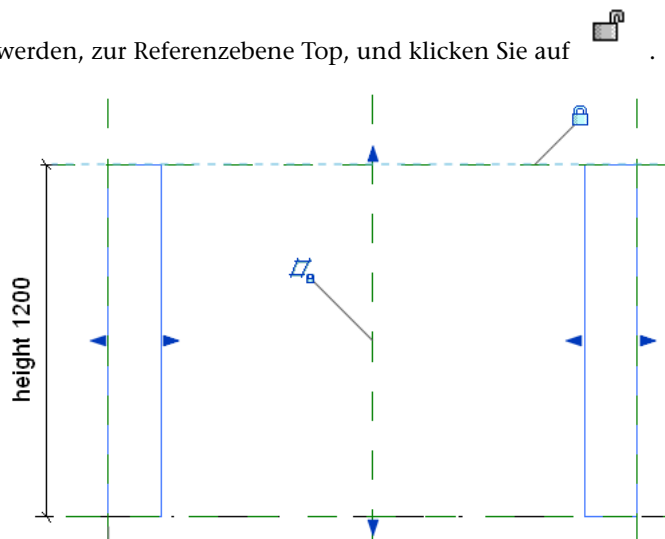 werden, zur Referenzebene Top, und klicken Sie auf .
height 1200